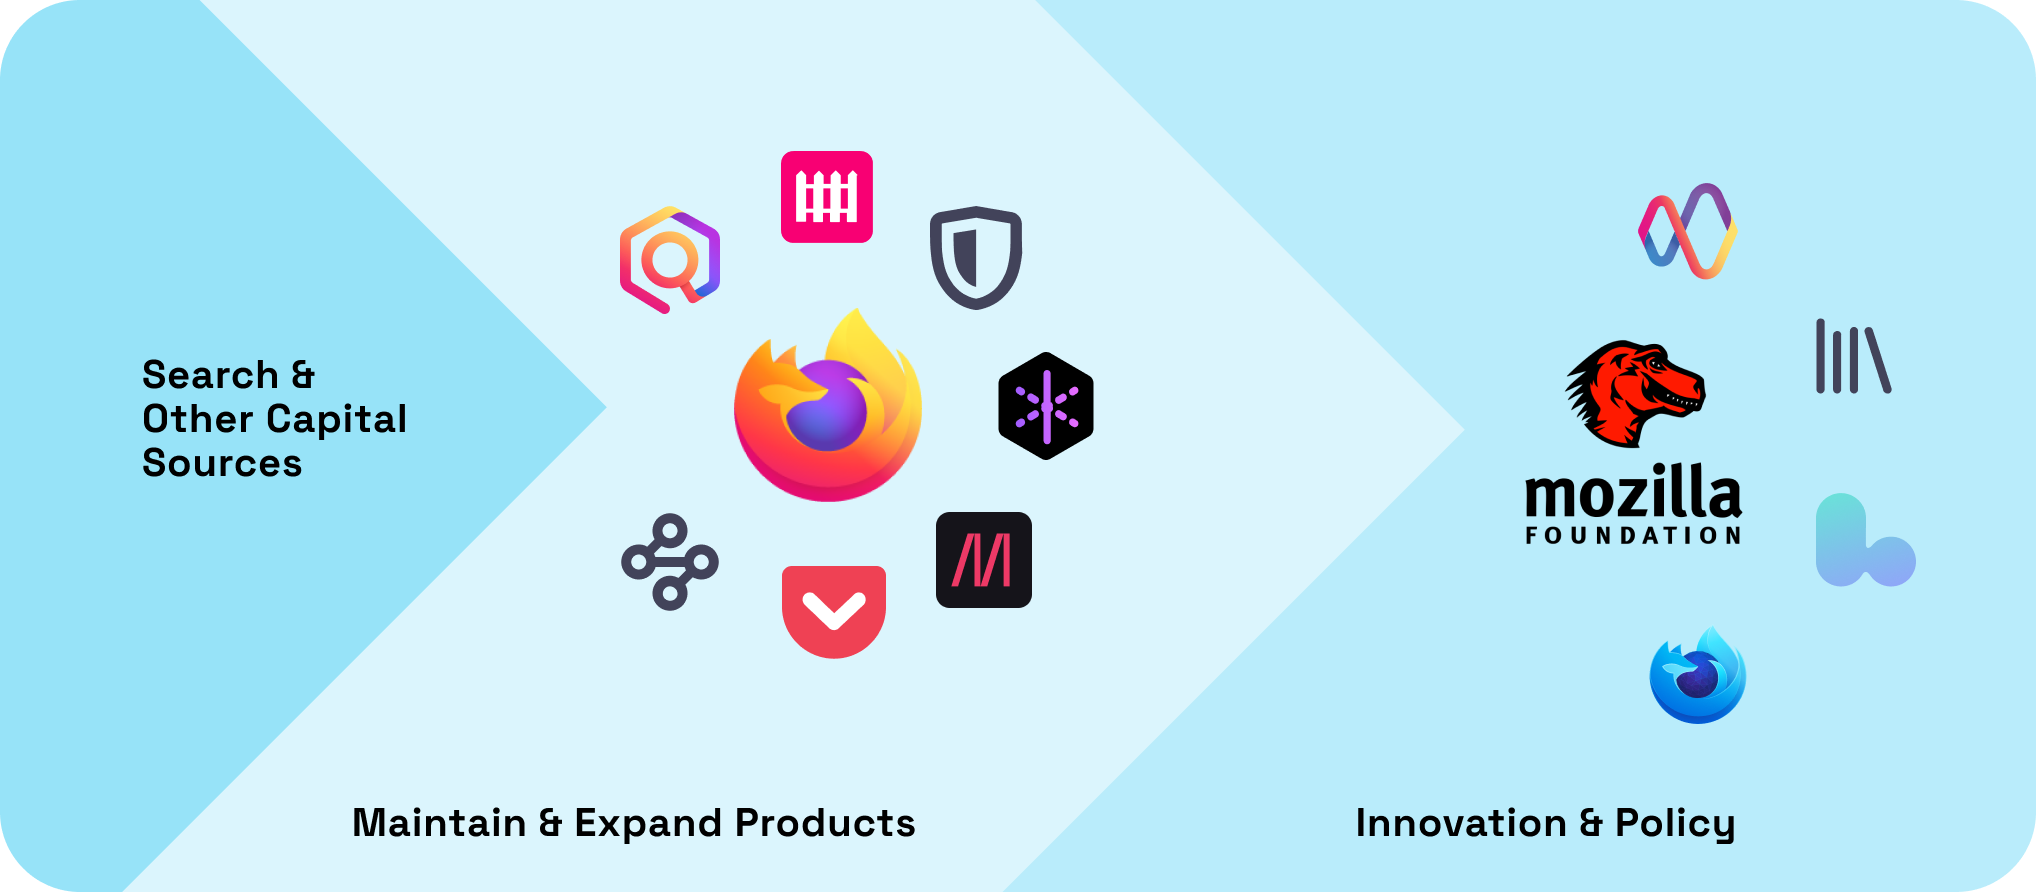 Search &
Other Capital
Sources
mozilla
FOUNDATION
Maintain & Expand Products
Innovation & Policy